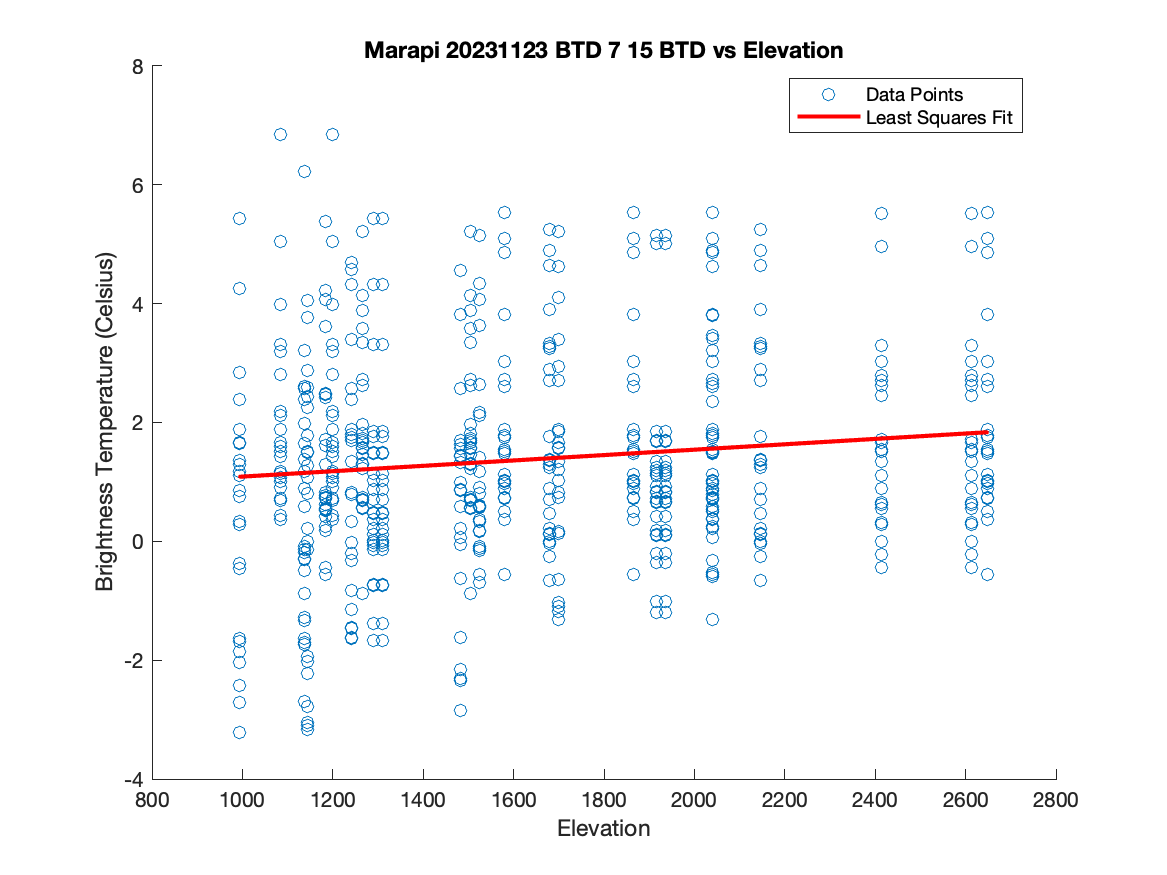 Marapi 20231123 BTD 7 15 BTD vs Elevation
Data Points
Least Squares Fit
8
6
4
2
0
-2
-4
Brightness Temperature (Celsius)
800 1000 1200 1400 1600 1800 2000 2200 2400 2600 2800
Elevation